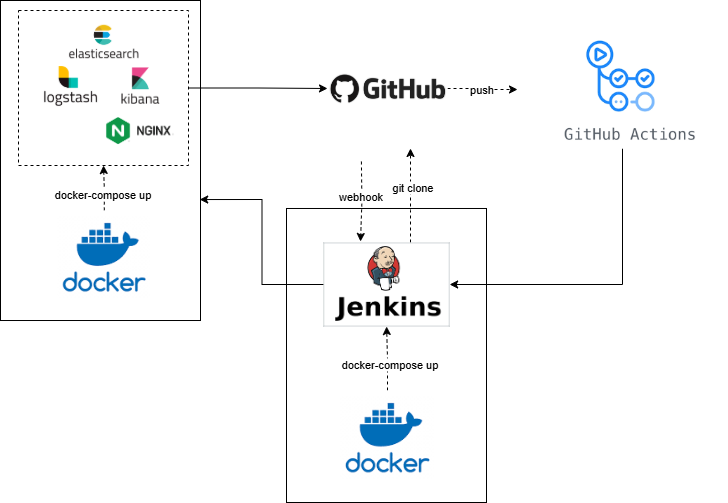 elasticsearch
logstash
kibana
N NGINX
docker-compose up
docker
GitHub
push
GitHub Actions
webhook
git clone
Jenkins
docker-compose up
docker